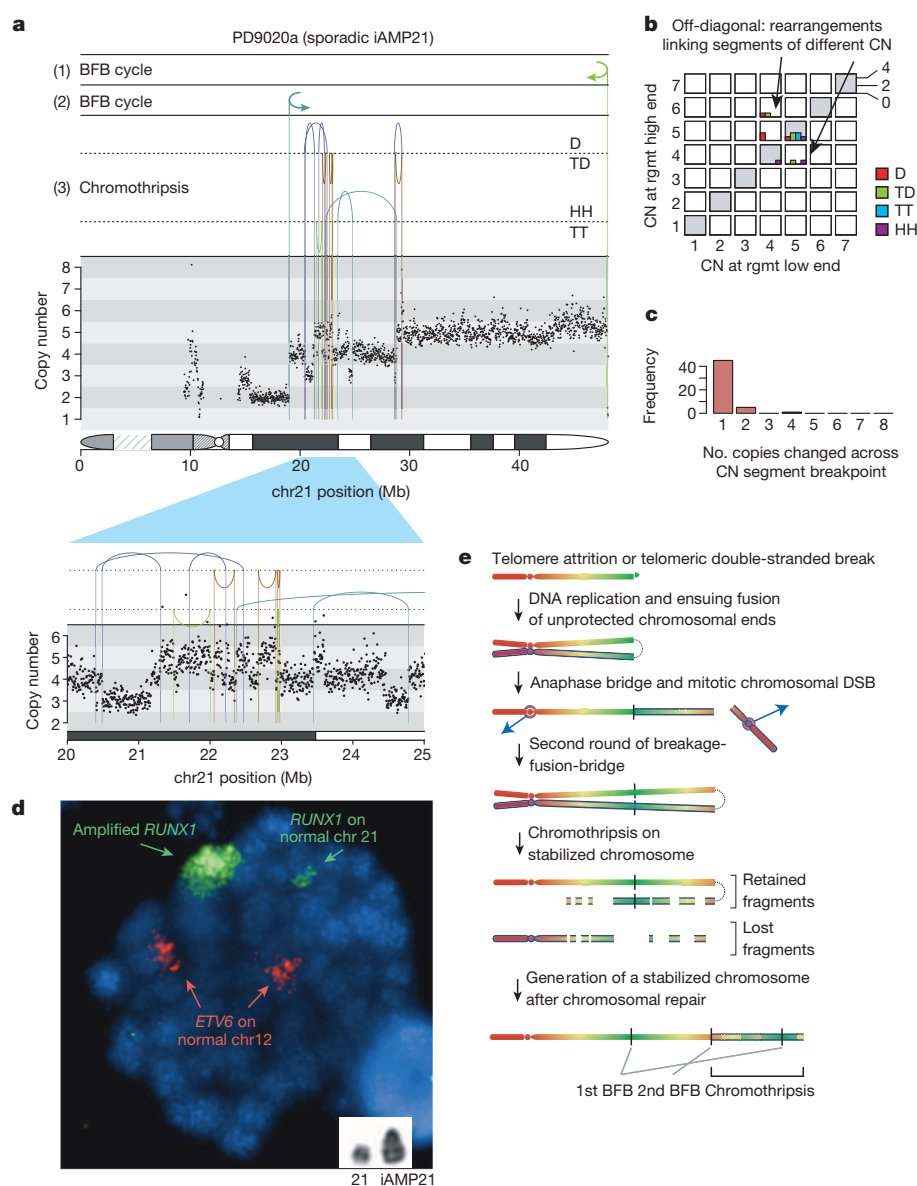 a
PD9020a (sporadic iAMP21)
(1) BFB cycle
(2) BFB cycle
D
TD
(3) Chromothripsis
HH
TT
Copy number
8
7
6
5
4
3
2
1
0 10 20 30 40
chr21 position (Mb)
Copy number
6
5
4
3
2
20 21 22 23 24 25
chr21 position (Mb)
b
Off-diagonal: rearrangements
linking segments of different CN
CN at rgmt high end
7
6
5
4
3
2
1
4
2
0
1 2 3 4 5 6 7
CN at rgmt low end
D
TD
TT
HH
c
Frequency
40
20
0
1 2 3 4 5 6 7 8
No. copies changed across
CN segment breakpoint
d
Amplified RUNX1
RUNX1 on
normal chr 21
ETV6 on
normal chr12
21 iAMP21
e
Telomere attrition or telomeric double-stranded break
DNA replication and ensuing fusion
of unprotected chromosomal ends
Anaphase bridge and mitotic chromosomal DSB
Second round of breakage-
fusion-bridge
Chromothripsis on
stabilized chromosome
Retained
fragments
Lost
fragments
Generation of a stabilized chromosome
after chromosomal repair
1st BFB 2nd BFB Chromothripsis